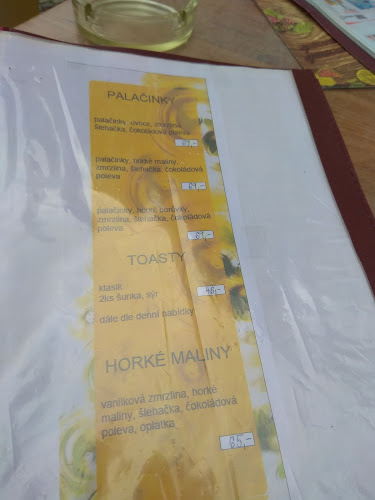 PALAČINKY
palačinky, ovoce, zmrzlina,
šlehačka, čokoládová poleva
palačinky, horké maliny,
zmrzlina, šlehačka, čokoládová
poleva
palačinky, horké borůvky,
zmrzlina, šlehačka, čokoládová
poleva
TOASTY
klasik
2ks šunka, sýr 48,-
dále dle denní nabídky
HORKÉ MALINY
vanilková zmrzlina, horké
maliny, šlehačka, čokoládová
poleva, oplatka
65,-